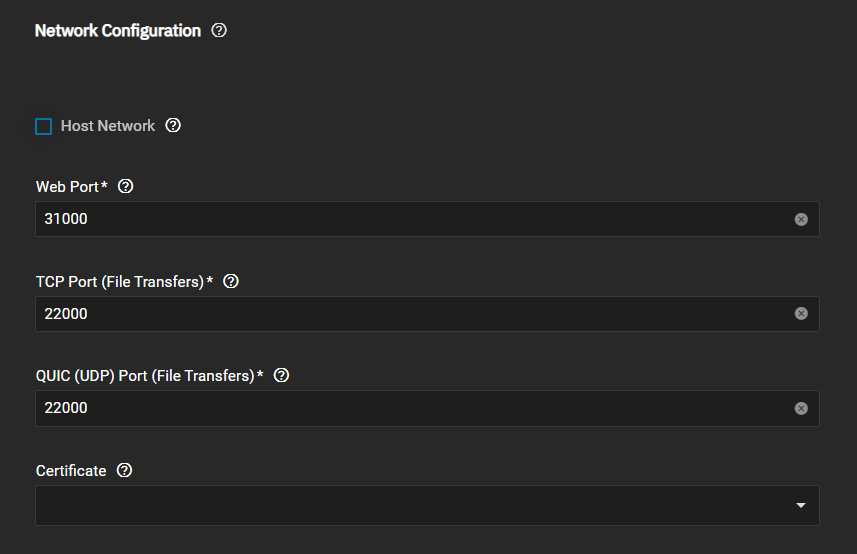 Network Configuration
Host Network
Web Port*
31000
TCP Port (File Transfers)*
22000
QUIC (UDP) Port (File Transfers)*
22000
Certificate